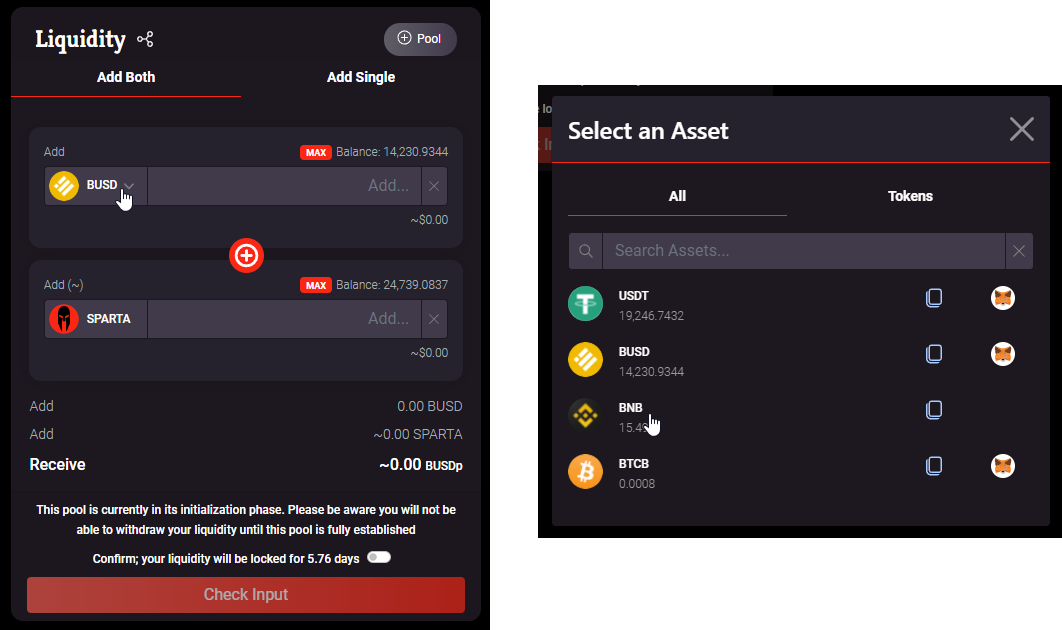 Liquidity
Pool
Add Both Add Single
Add MAX Balance: 14,230.9344
BUSD Add...
~$0.00
Add (~) MAX Balance: 24,739.0837
SPARTA Add...
~$0.00
Add 0.00 BUSD
Add ~0.00 SPARTA
Receive ~0.00 BUSDp
This pool is currently in its initialization phase. Please be aware you will not be
able to withdraw your liquidity until this pool is fully established
Confirm; your liquidity will be locked for 5.76 days
Check Input
Select an Asset
All Tokens
Search Assets...
USDT
19,246.7432
BUSD
14,230.9344
BNB
BTCB
0.0008